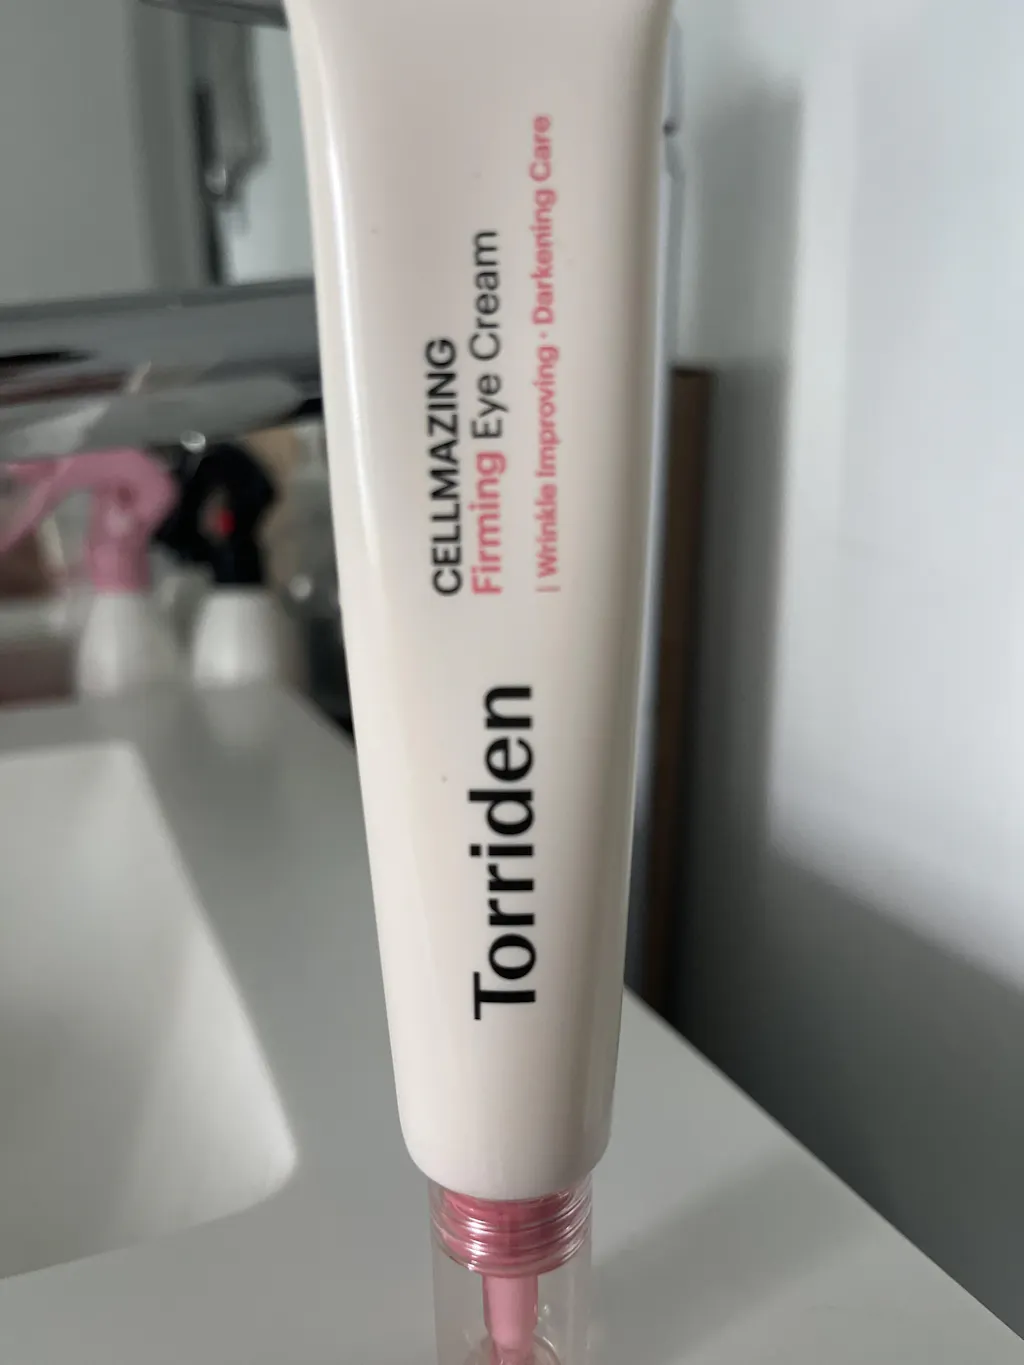 Torriden
CELLMAZING
Firming Eye Cream
| Wrinkle Improving · Darkening Care